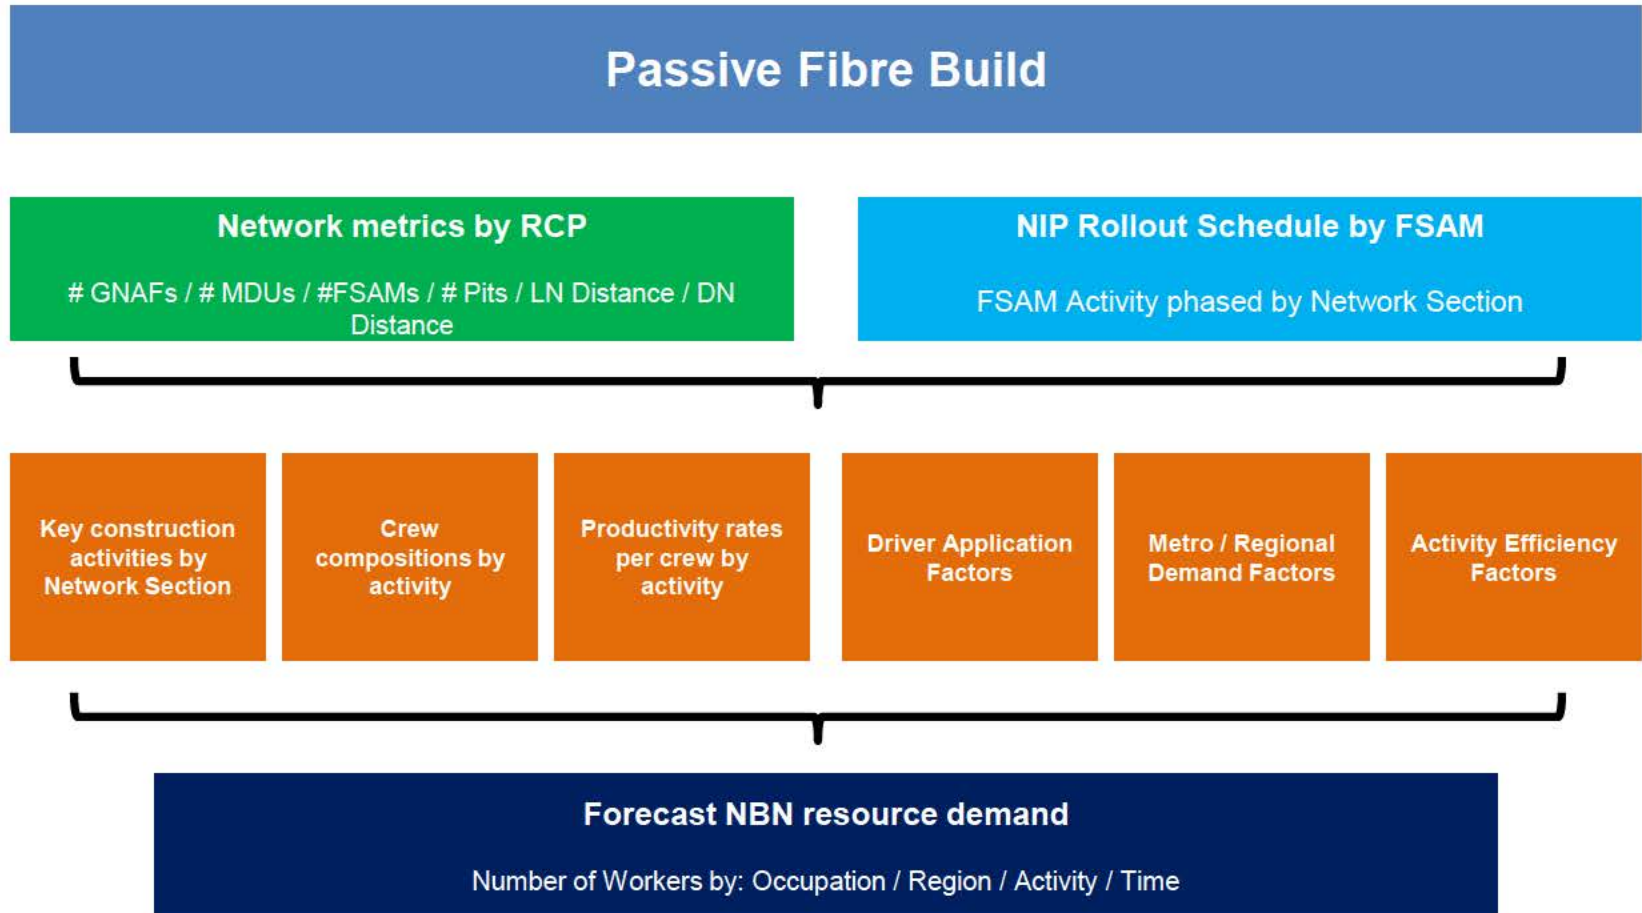 Passive Fibre Build
Network metrics by RCP
# GNAFs / # MDUs / #FSAMs / # Pits / LN Distance / DN
Distance
NIP Rollout Schedule by FSAM
FSAM Activity phased by Network Section
Key construction
activities by
Network Section
Crew
compositions by
activity
Productivity rates
per crew by
activity
Driver Application
Factors
Metro / Regional
Demand Factors
Activity Efficiency
Factors
Forecast NBN resource demand
Number of Workers by: Occupation / Region / Activity / Time